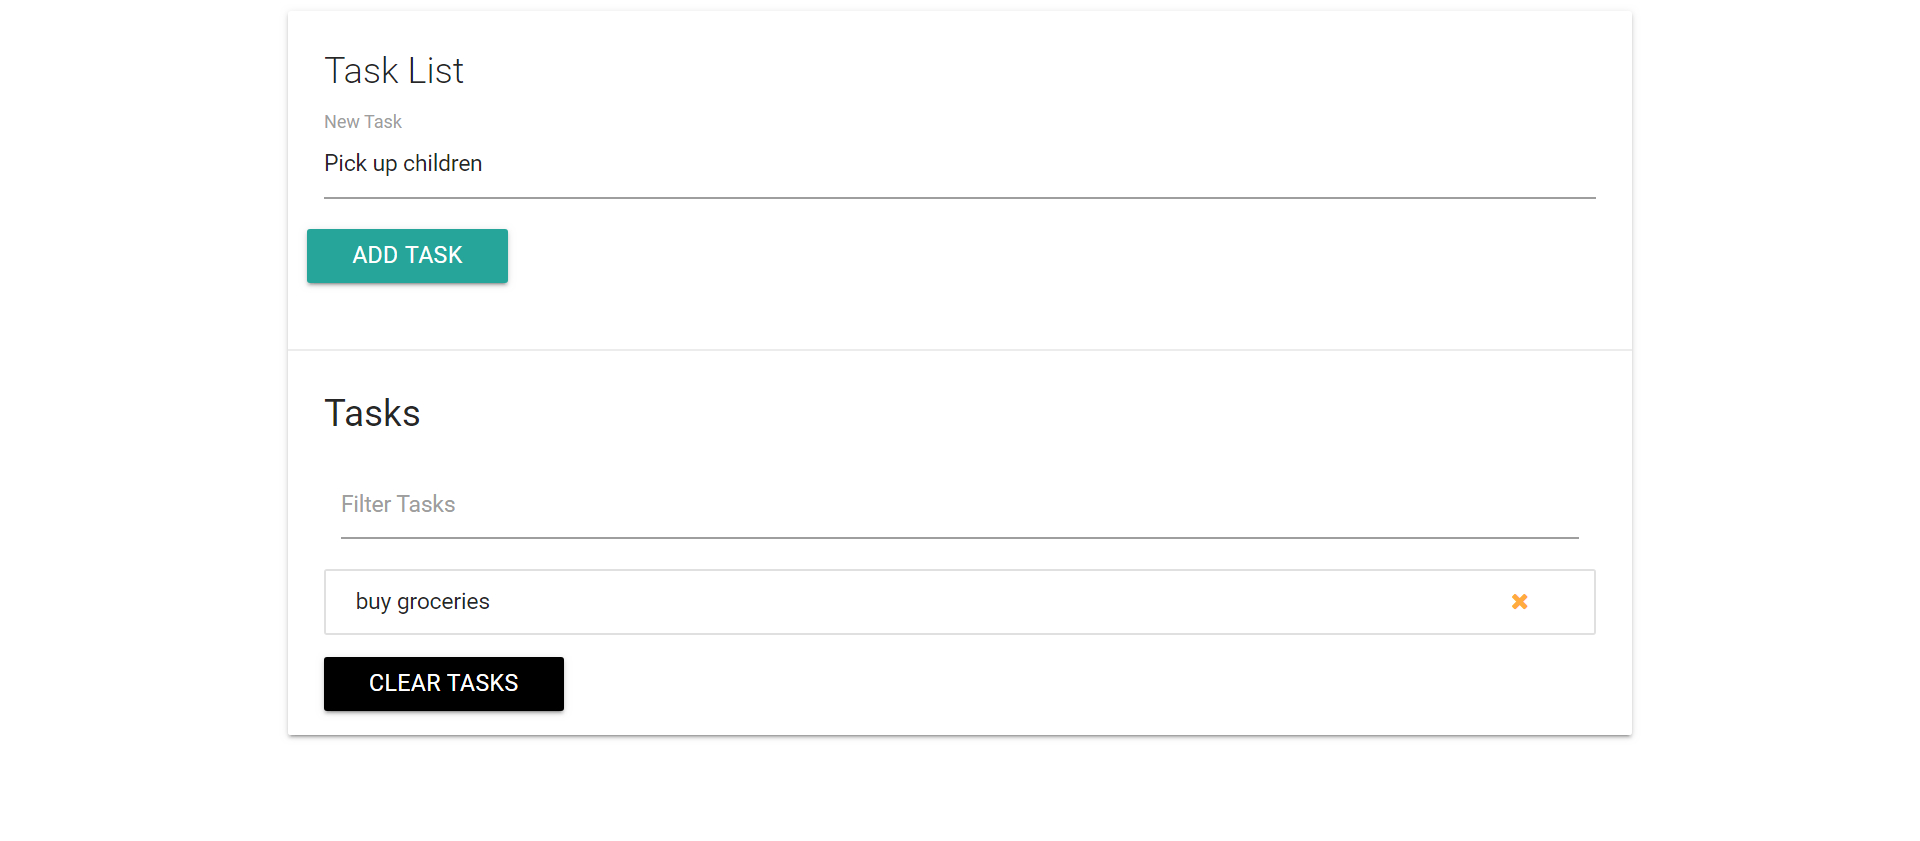 Task List
New Task
Pick up children
ADD TASK
Tasks
Filter Tasks
buy groceries
CLEAR TASKS